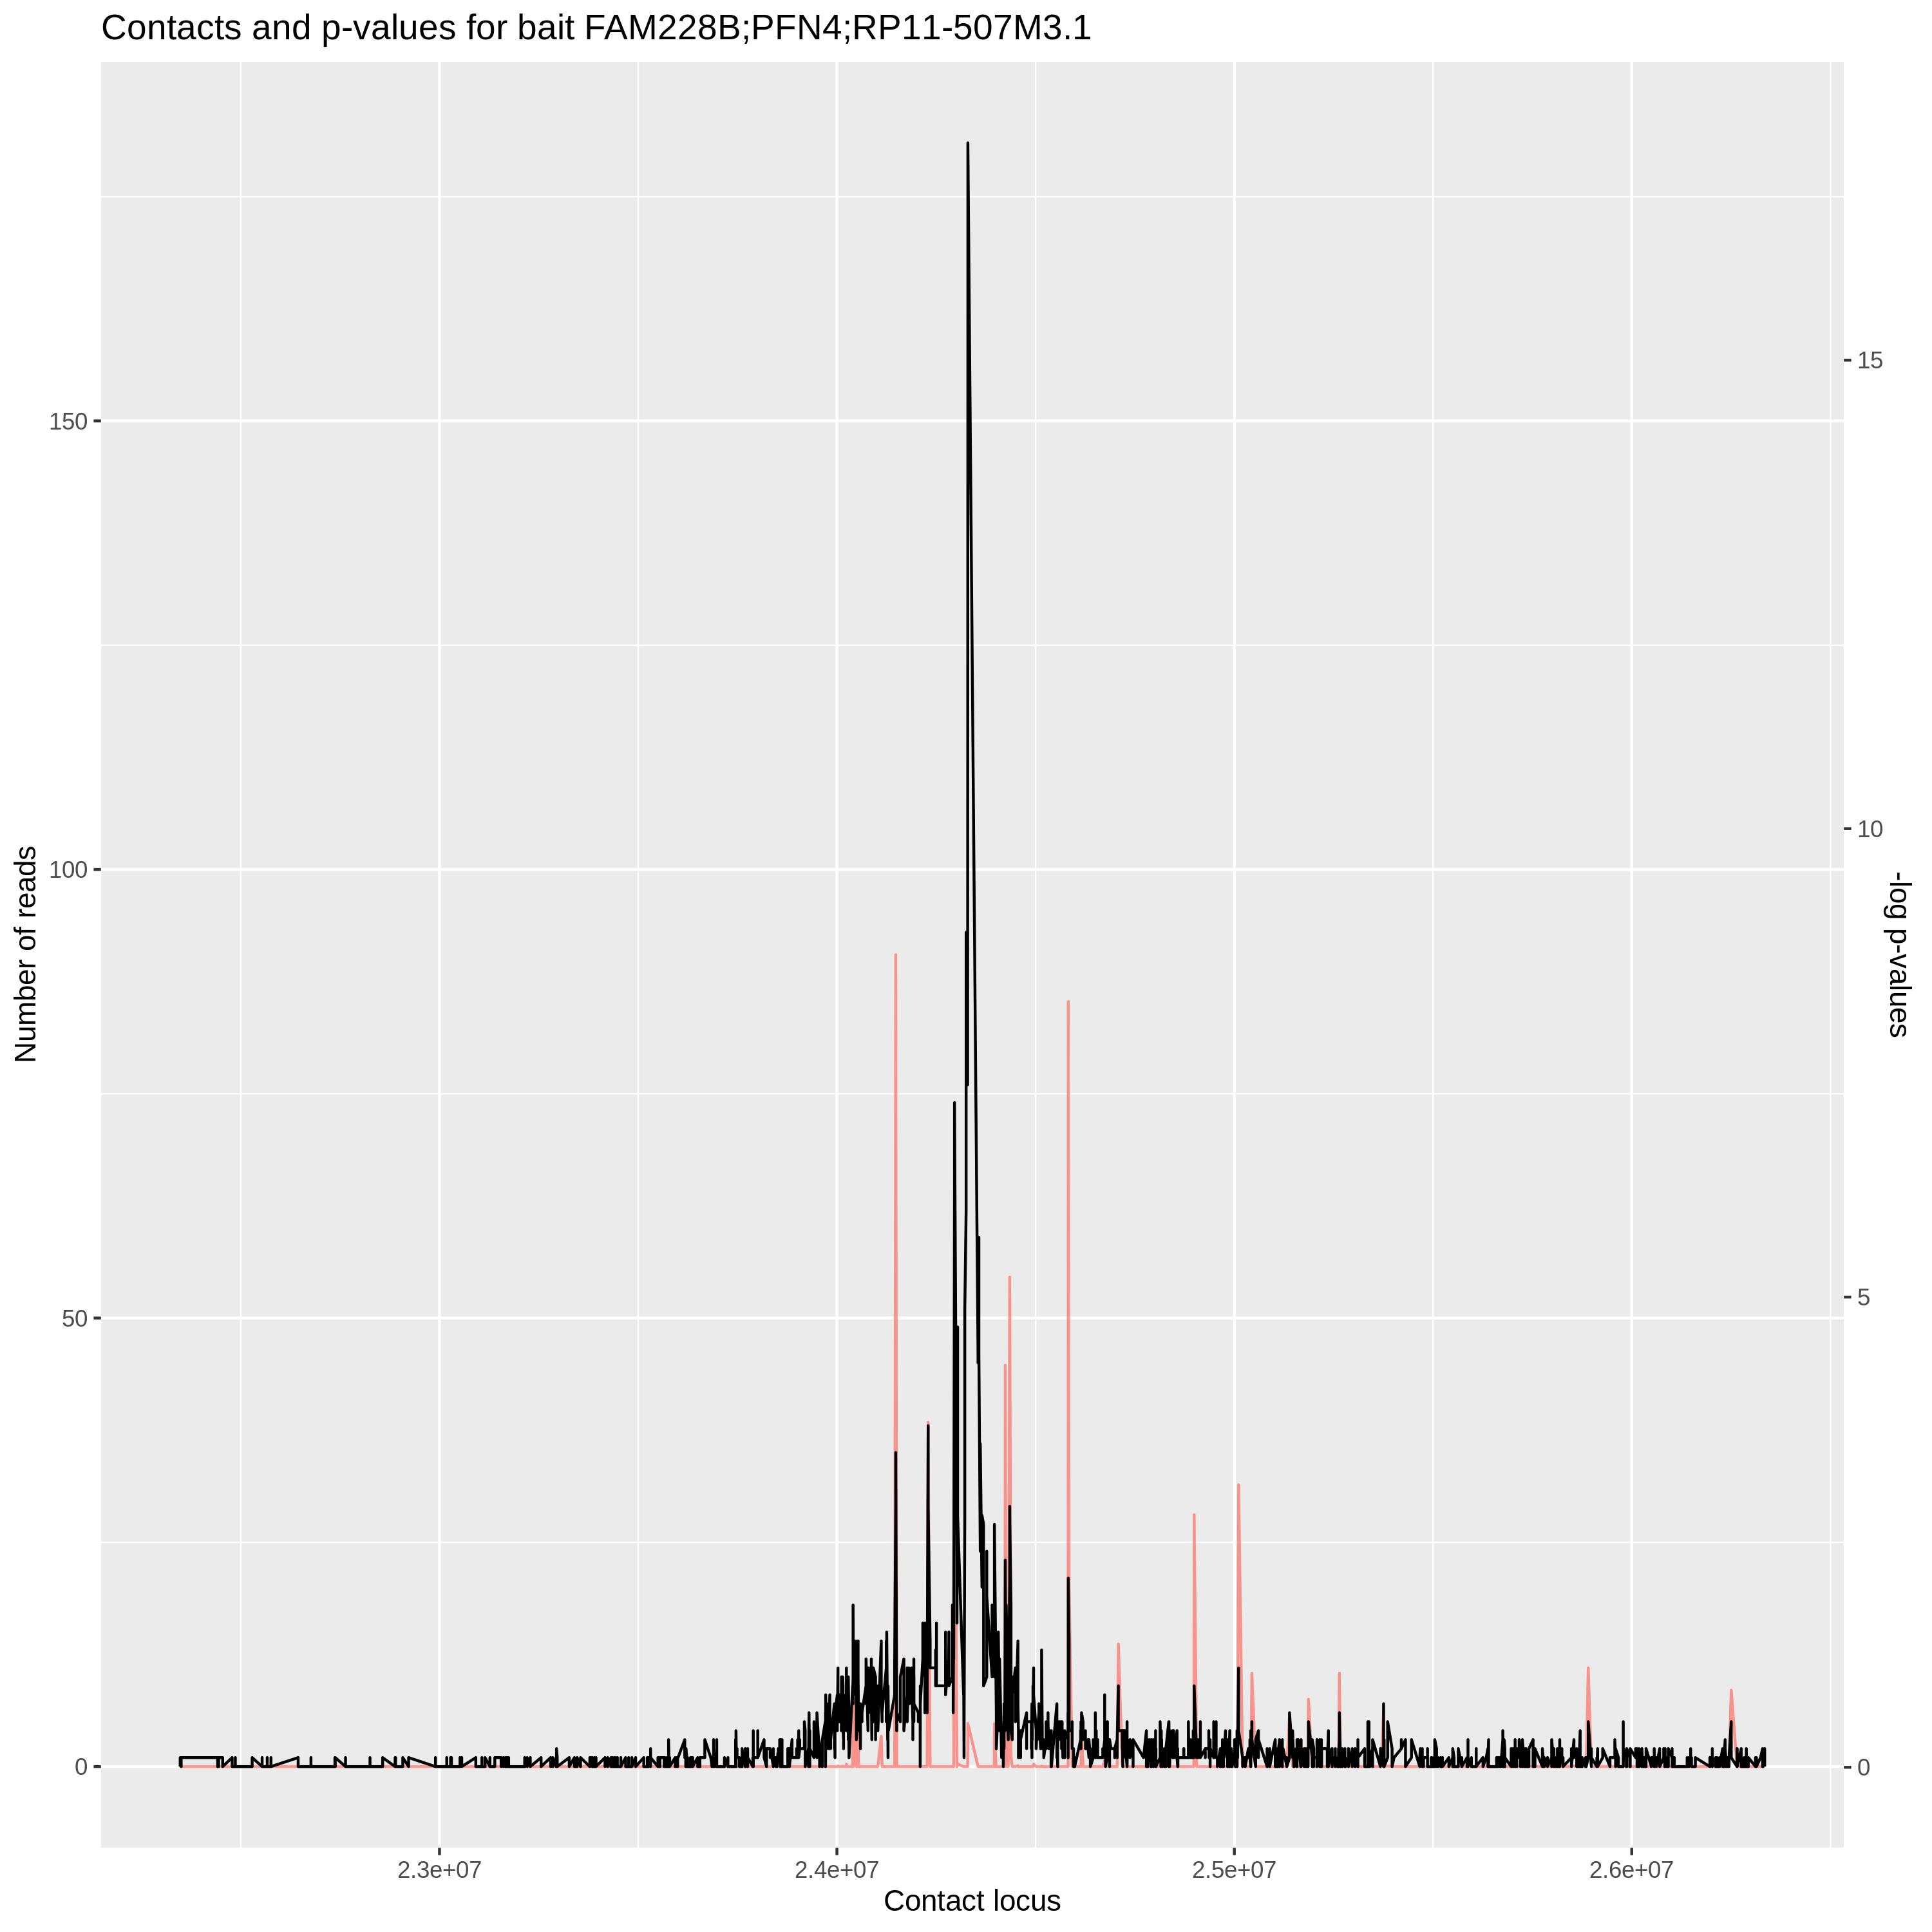 Contacts and p-values for bait FAM228B;PFN4;RP11-507M3.1
Number of reads
150
100
50
0
15
10
5
0
-log p-values
2.3e+07
2.4e+07
2.5e+07
2.6e+07
Contact locus